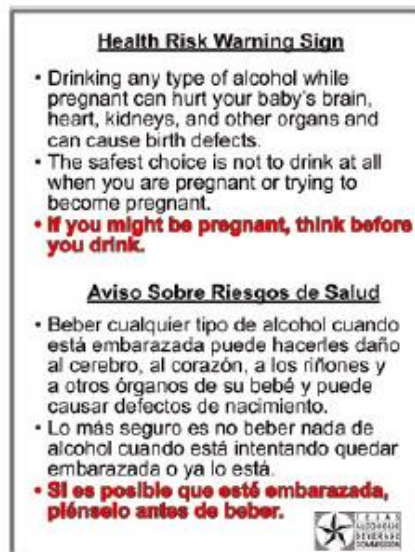 Health Risk Warning Sign
• Drinking any type of alcohol while
pregnant can hurt your baby's brain,
heart, kidneys, and other organs and
can cause birth defects.
• The safest choice is not to drink at all
when you are pregnant or trying to
become pregnant.
• If you might be pregnant, think before
you drink.
Aviso Sobre Riesgos de Salud
• Beber cualquier tipo de alcohol cuando
está embarazada puede hacerles daño
al cerebro, al corazón, a los riñones y
a otros órganos de su bebé y puede
causar defectos de nacimiento.
• Lo más seguro es no beber nada de
alcohol cuando está intentando quedar
embarazada o ya lo está.
• Si es posible que esté embarazada,
piénselo antes de beber.
TEXAS
ALCOHOLIC
BEVERAGE
COMMISSION